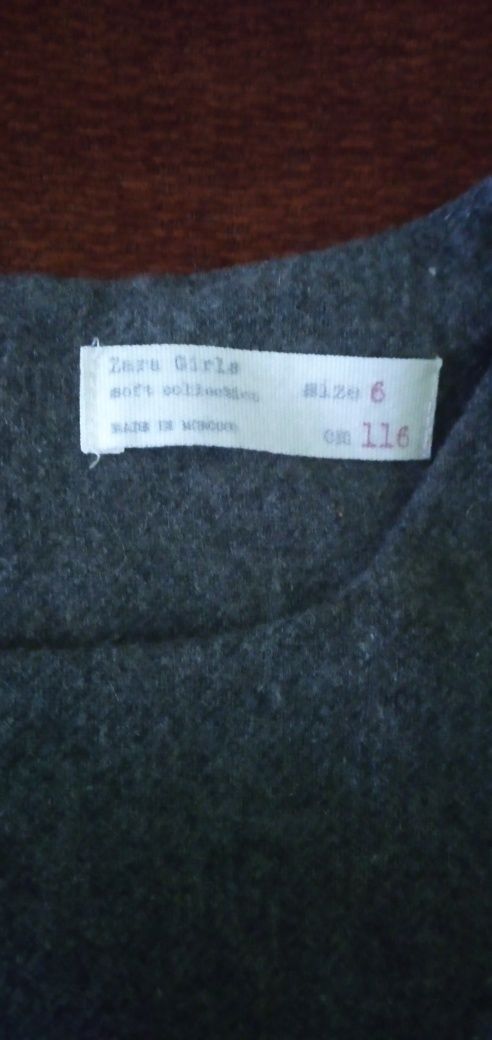 Zara Girls
soft collection size 6
MADE IN MOROCCO cm 116